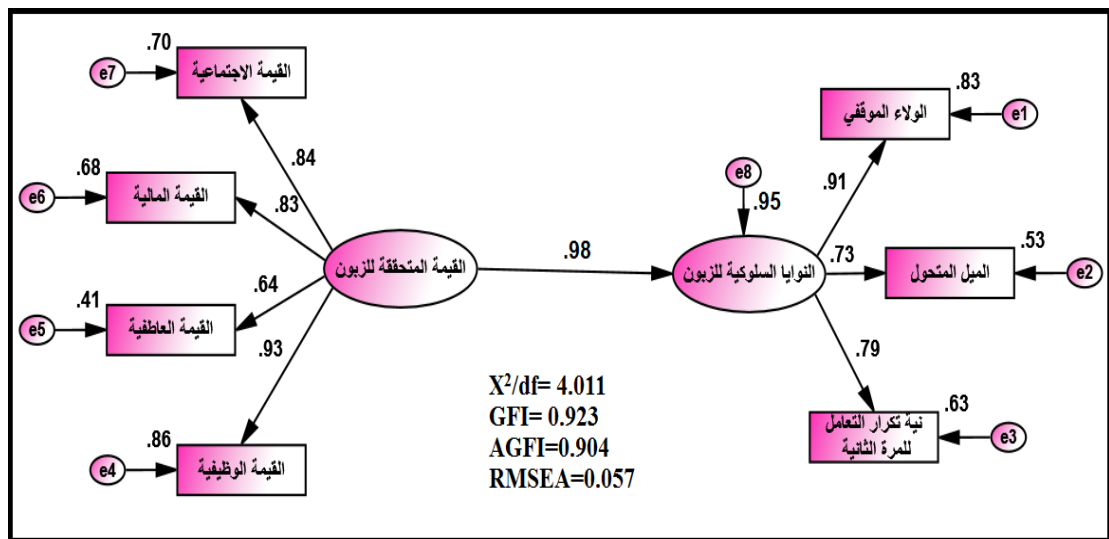 .70
e7
القيمة الاجتماعية
.84
.68
e6
القيمة المالية
.83
.41
e5
القيمة العاطفية
.64
.86
e4
القيمة الوظيفية
.93
القيمة المتحققة للزبون
.98
e8
.95
النوايا السلوكية للزبون
.91
.83
الولاء الموقفي
e1
.73
.53
الميل المتحول
e2
.79
.63
نية تكرار التعامل
للمرة الثانية
e3
X²/df= 4.011
GFI= 0.923
AGFI=0.904
RMSEA=0.057